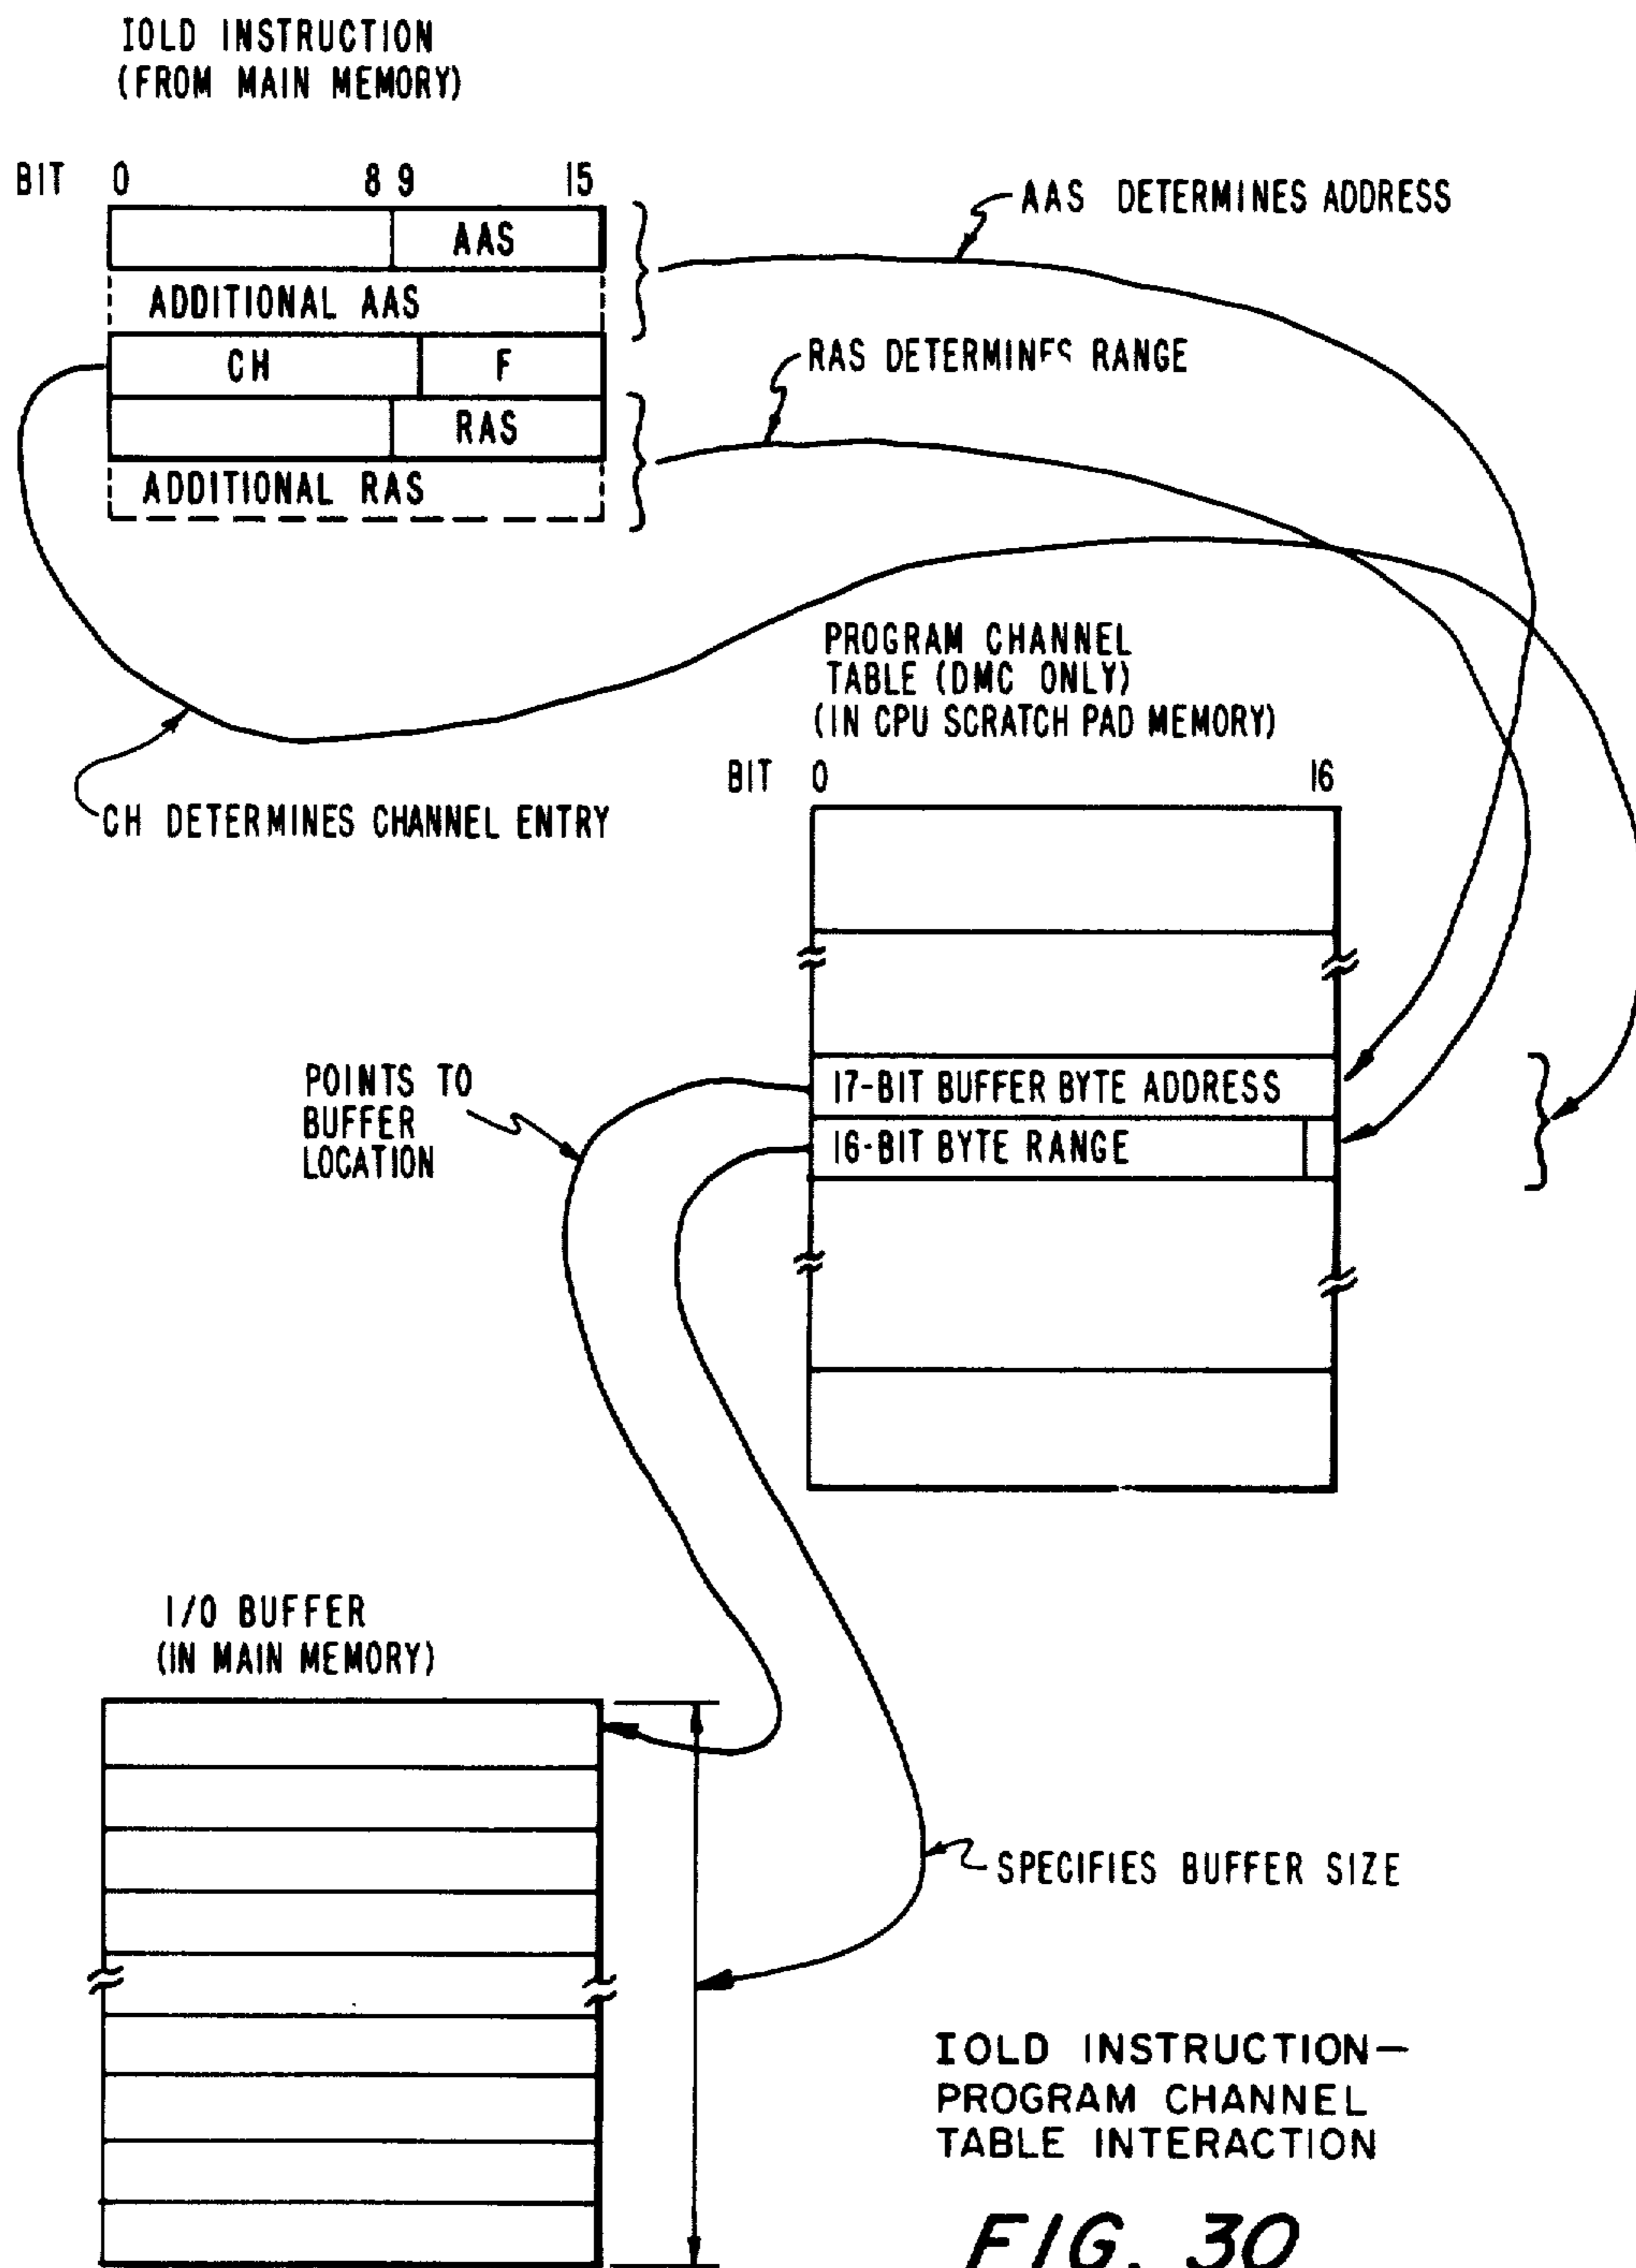 IOLD INSTRUCTION
(FROM MAIN MEMORY)
BIT 0 8 9 15
AAS
ADDITIONAL AAS
CH F
RAS
ADDITIONAL RAS
AAS DETERMINES ADDRESS
RAS DETERMINES RANGE
CH DETERMINES CHANNEL ENTRY
PROGRAM CHANNEL
TABLE (DMC ONLY)
(IN CPU SCRATCH PAD MEMORY)
BIT 0 16
17-BIT BUFFER BYTE ADDRESS
16-BIT BYTE RANGE
POINTS TO
BUFFER
LOCATION
I/O BUFFER
(IN MAIN MEMORY)
SPECIFIES BUFFER SIZE
IOLD INSTRUCTION—
PROGRAM CHANNEL
TABLE INTERACTION
FIG. 30